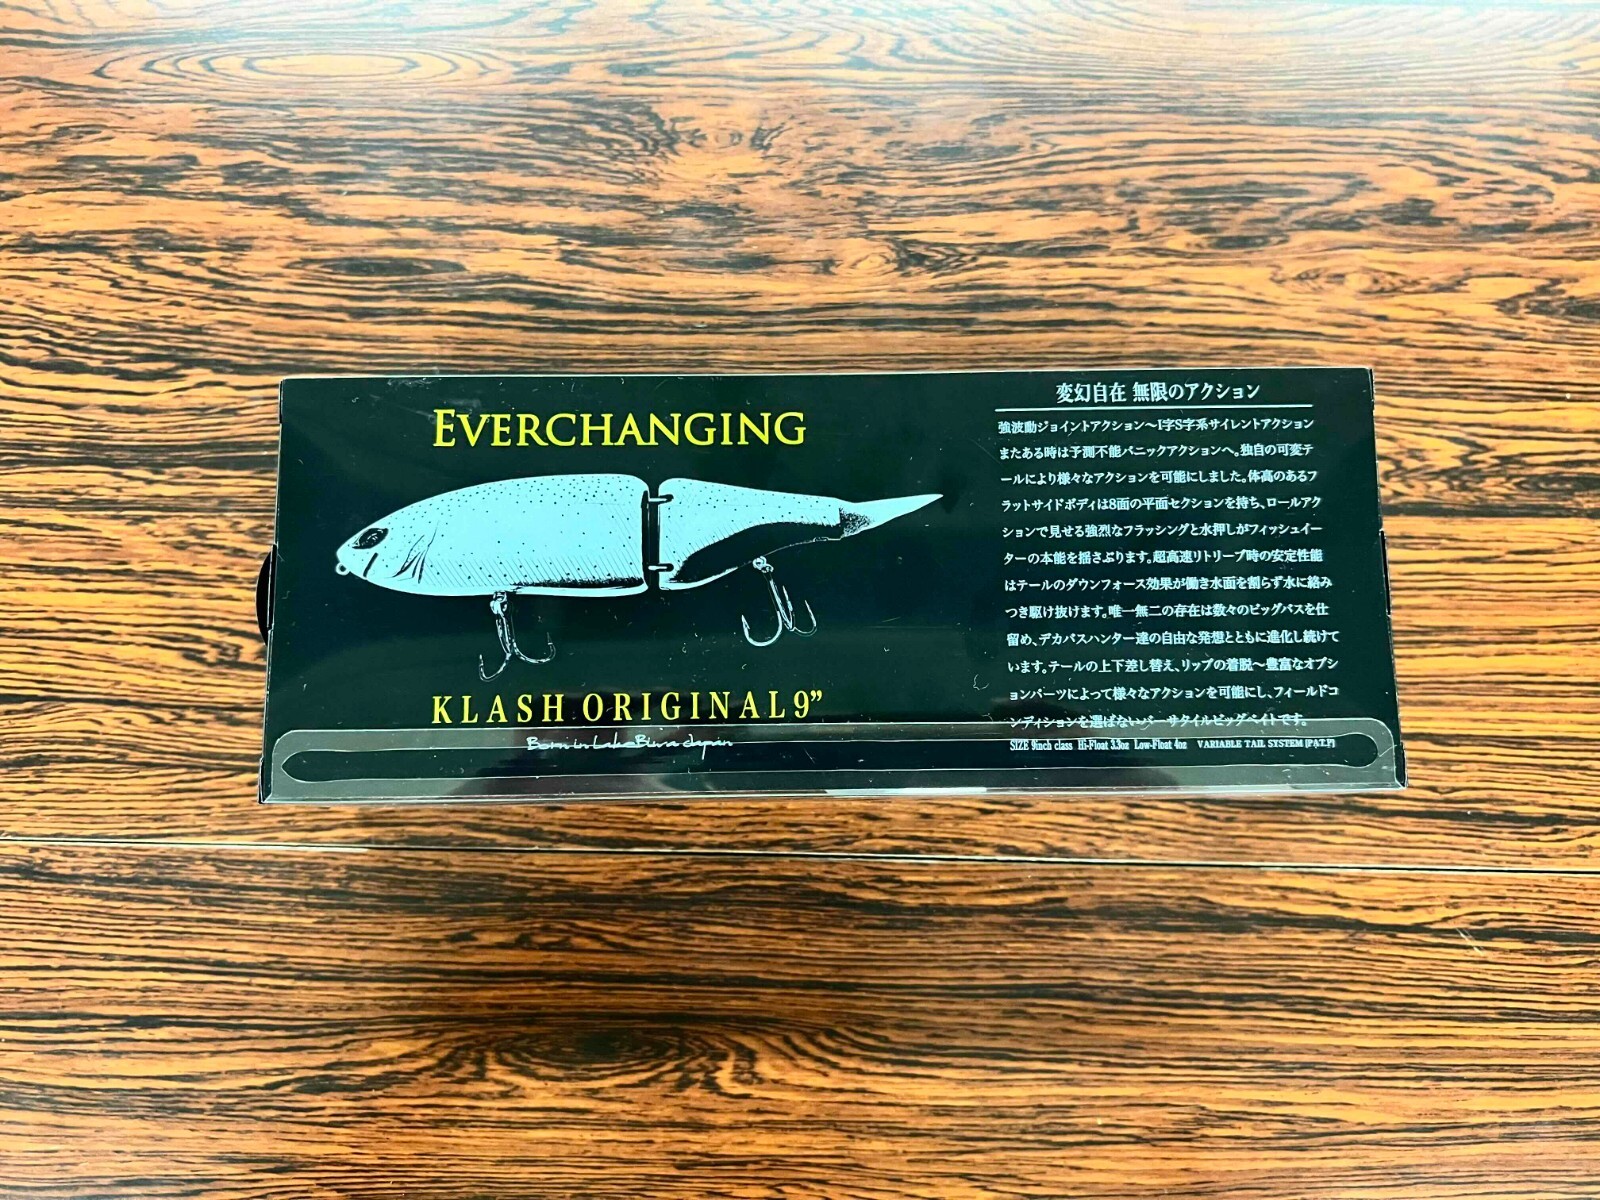 EVERCHANGING
KLASH ORIGINAL 9”
Born in Lake Biwa Japan
変幻自在 無限のアクション
強波動ジョイントアクション〜I字S字系サイレントアクション
またある時は予測不能パニックアクションへ。独自の可変テ
ールにより様々なアクションを可能にしました。体高のあるフ
ラットサイドボディは8面の平面セクションを持ち、ロールアク
ションで見せる強烈なフラッシングと水押しがフィッシュイー
ターの本能を揺さぶります。超高速リトリーブ時の安定性能
はテールのダウンフォース効果が働き水面を割らず水に絡み
つき駆け抜けます。唯一無二の存在は数々のビッグバスを仕
留め、デカバスハンター達の自由な発想とともに進化し続けて
います。テールの上下差し替え、リップの着脱〜豊富なオプシ
ョンパーツによって様々なアクションを可能にし、フィールドコ
ンディションを選ばないバーサタイルビッグベイトです。
SIZE 9inch class Hi-Float 3.3oz Low-Float 4oz VARIABLE TAIL SYSTEM [P.A.T.P]